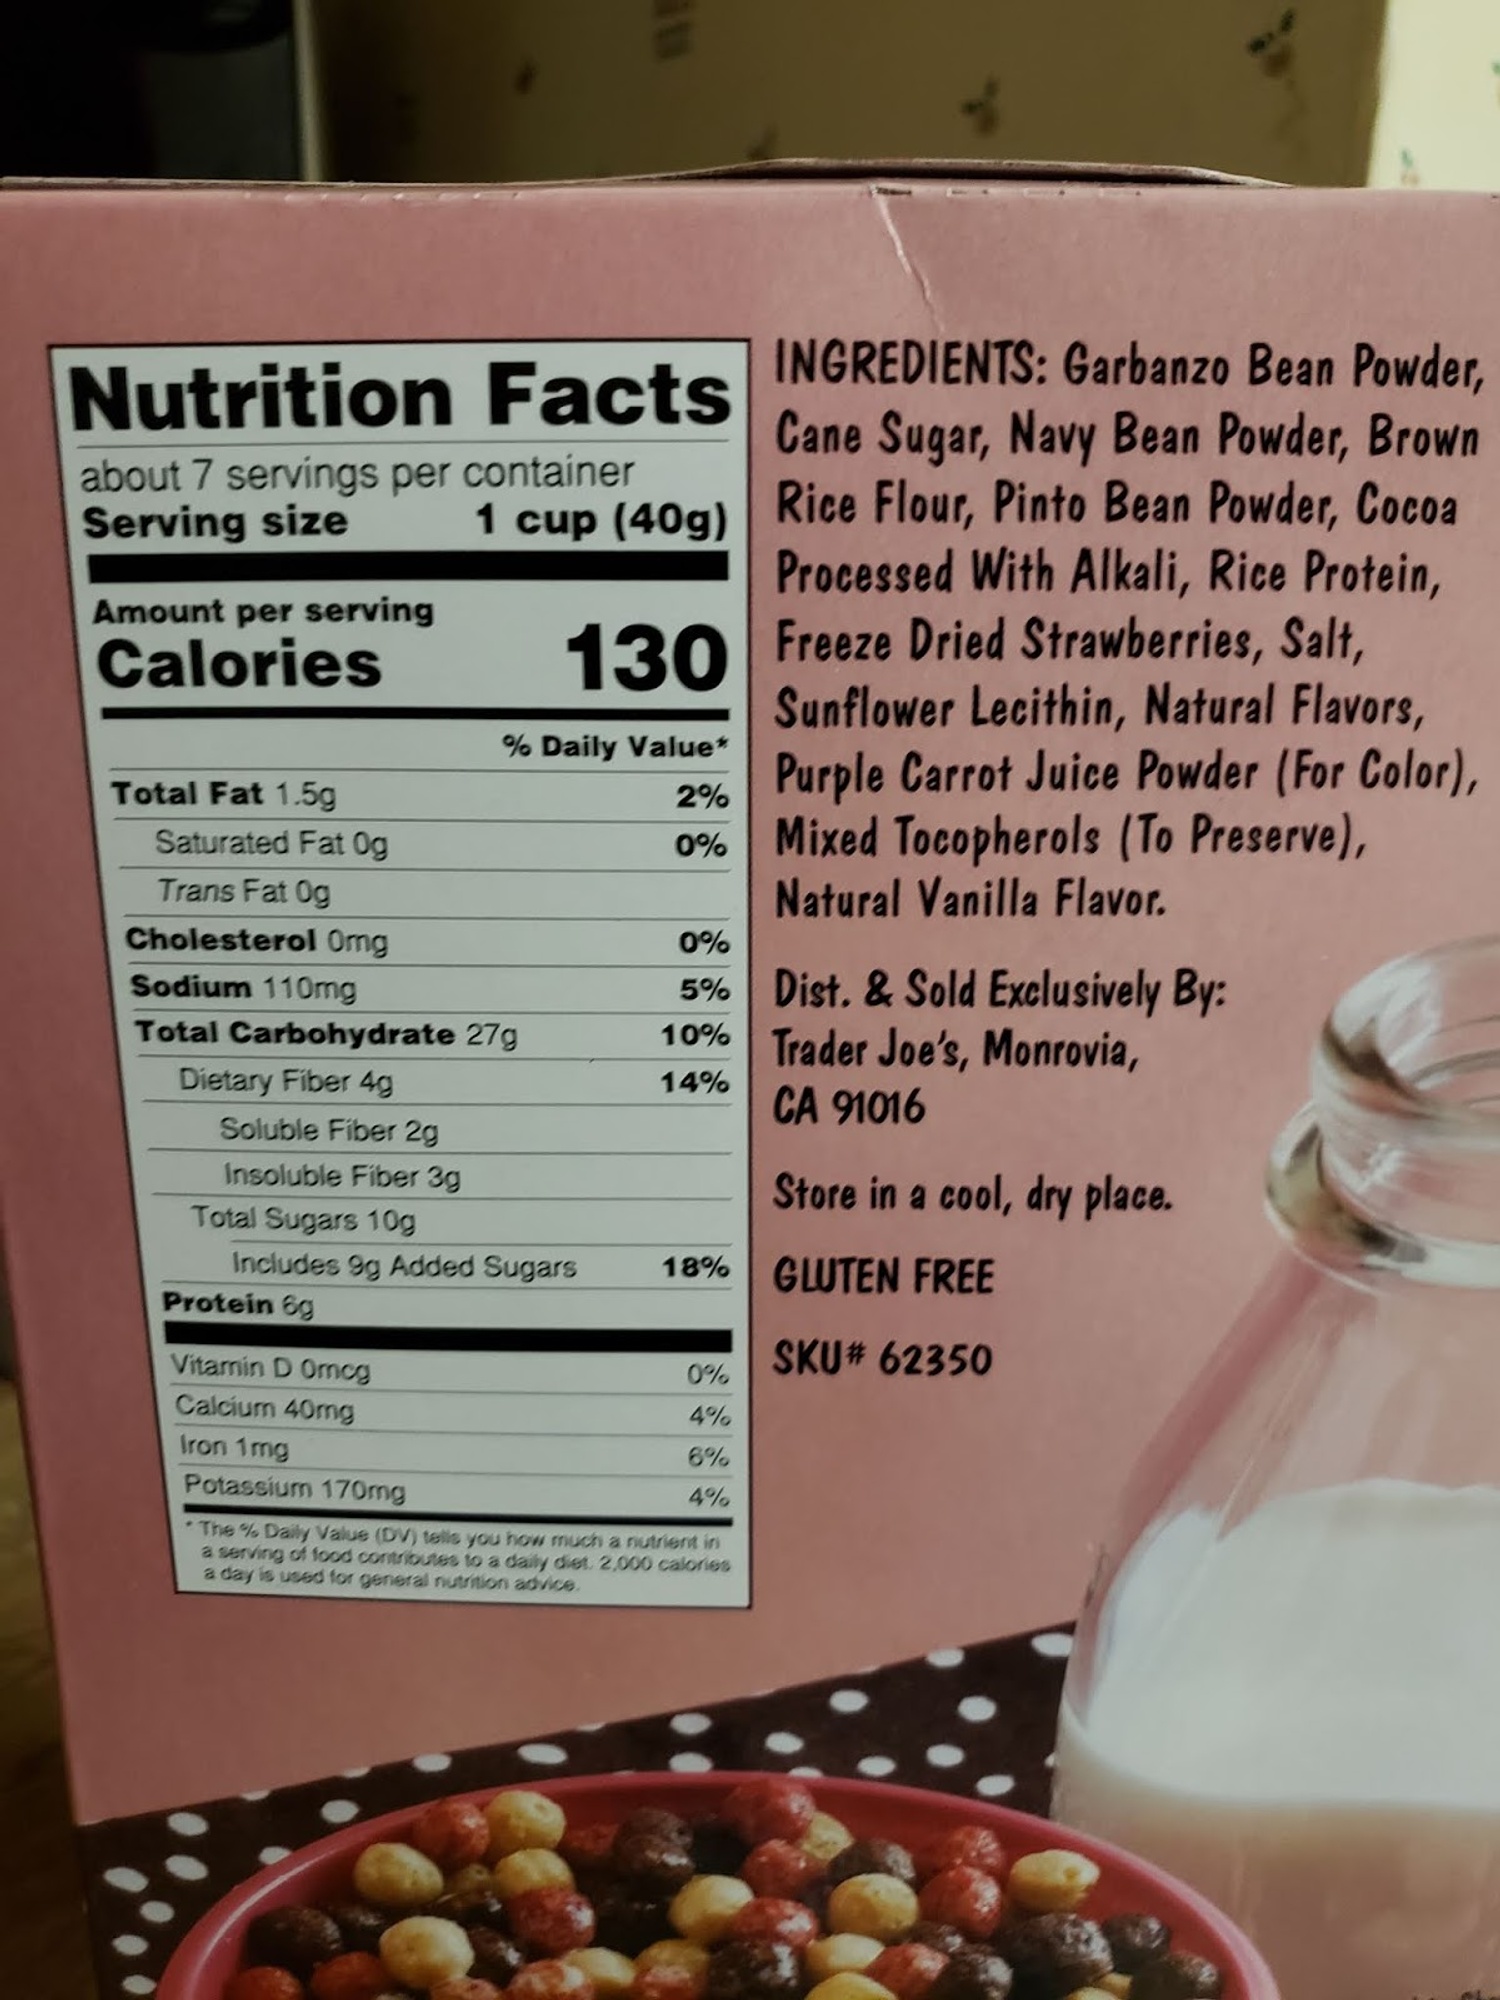 Nutrition Facts
about 7 servings per container
Serving size 1 cup (40g)
Amount per serving
Calories 130
% Daily Value*
Total Fat 1.5g 2%
Saturated Fat 0g 0%
Trans Fat 0g
Cholesterol 0mg 0%
Sodium 110mg 5%
Total Carbohydrate 27g 10%
Dietary Fiber 4g 14%
Soluble Fiber 2g
Insoluble Fiber 3g
Total Sugars 10g
Includes 9g Added Sugars 18%
Protein 6g
Vitamin D 0mcg 0%
Calcium 40mg 4%
Iron 1mg 6%
Potassium 170mg 4%
* The % Daily Value (DV) tells you how much a nutrient in
a serving of food contributes to a daily diet. 2,000 calories
a day is used for general nutrition advice.
INGREDIENTS: Garbanzo Bean Powder,
Cane Sugar, Navy Bean Powder, Brown
Rice Flour, Pinto Bean Powder, Cocoa
Processed With Alkali, Rice Protein,
Freeze Dried Strawberries, Salt,
Sunflower Lecithin, Natural Flavors,
Purple Carrot Juice Powder (For Color),
Mixed Tocopherols (To Preserve),
Natural Vanilla Flavor.
Dist. & Sold Exclusively By:
Trader Joe's, Monrovia,
CA 91016
Store in a cool, dry place.
GLUTEN FREE
SKU# 62350